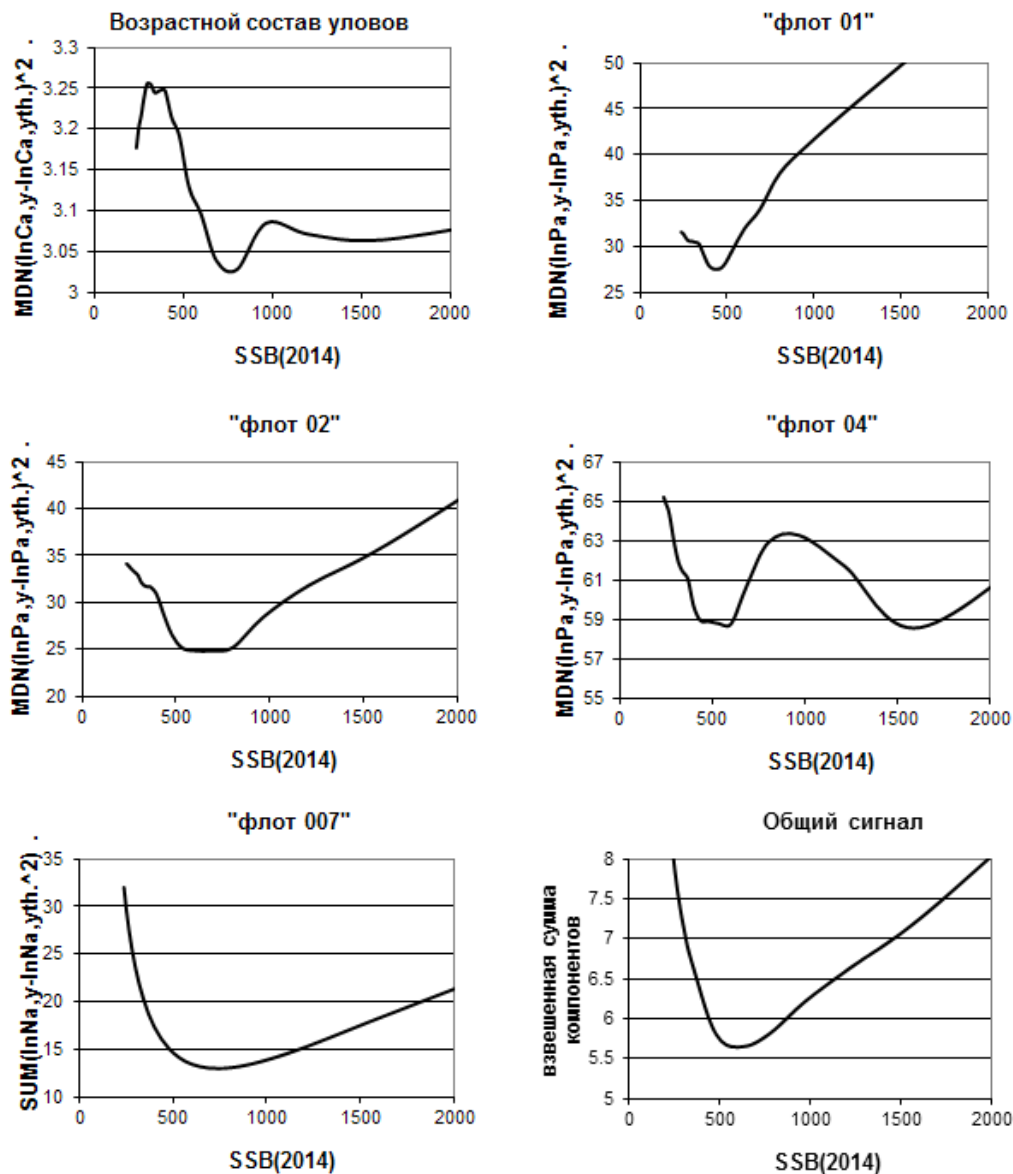 Возрастной состав уловов
MDN(lnCa,y-lnCa,yth.)^2 .
3.3
3.25
3.2
3.15
3.1
3.05
3
0 500 1000 1500 2000
SSB(2014)
"флот 01"
MDN(lnPa,y-lnPa,yth.)^2 .
50
45
40
35
30
25
0 500 1000 1500 2000
SSB(2014)
"флот 02"
MDN(lnPa,y-lnPa,yth.)^2 .
45
40
35
30
25
20
0 500 1000 1500 2000
SSB(2014)
"флот 04"
MDN(lnPa,y-lnPa,yth.)^2 .
67
65
63
61
59
57
55
0 500 1000 1500 2000
SSB(2014)
"флот 007"
SUM(lnNa,y-lnNa,yth.^2) .
35
30
25
20
15
10
0 500 1000 1500 2000
SSB(2014)
Общий сигнал
взвешенная сумма
компонентов
8
7.5
7
6.5
6
5.5
5
0 500 1000 1500 2000
SSB(2014)